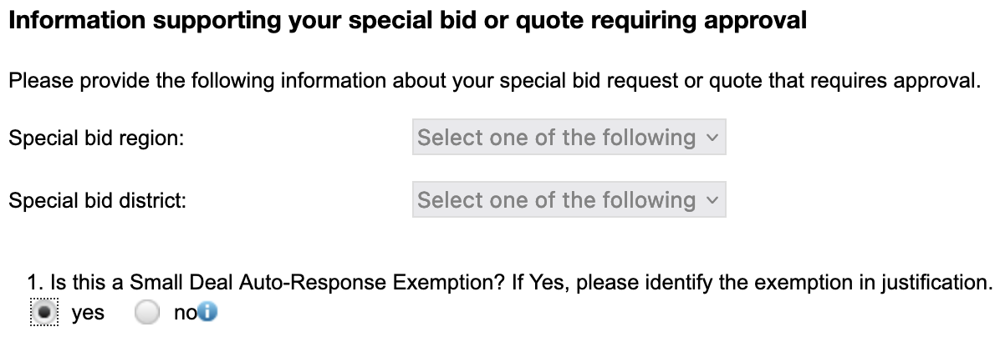 Information supporting your special bid or quote requiring approval
Please provide the following information about your special bid request or quote that requires approval.
Special bid region: Select one of the following
Special bid district: Select one of the following
1. Is this a Small Deal Auto-Response Exemption? If Yes, please identify the exemption in justification.
yes no i